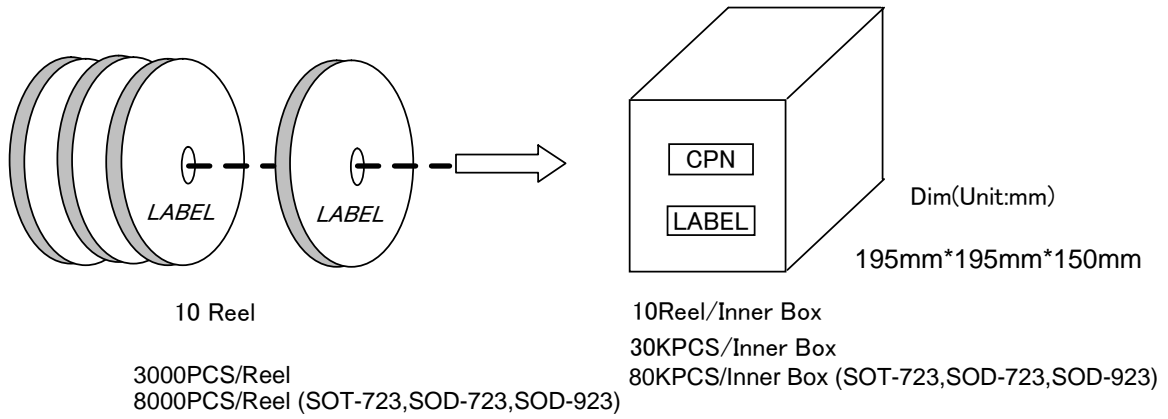 LABEL
LABEL
CPN
LABEL
Dim(Unit:mm)
195mm*195mm*150mm
10 Reel
3000PCS/Reel
8000PCS/Reel (SOT-723,SOD-723,SOD-923)
10Reel/Inner Box
30KPCS/Inner Box
80KPCS/Inner Box (SOT-723,SOD-723,SOD-923)